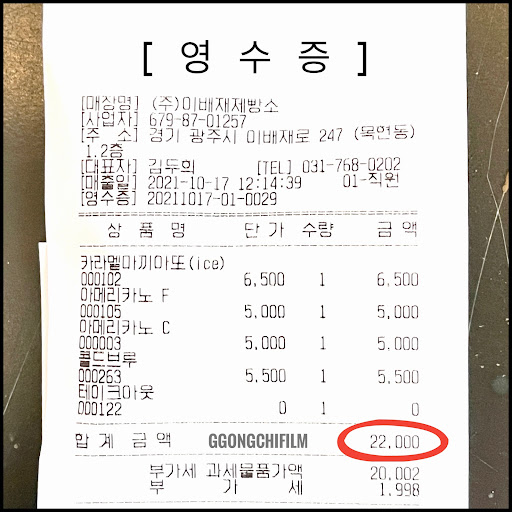 [ 영 수 증 ]
[매장명] (주)이배재제빵소
[사업자] 679-87-01257
[주 소] 경기 광주시 이배재로 247 (목현동)
1.2층
[대표자] 김두희 [TEL] 031-768-0202
[매출일] 2021-10-17 12:14:39 01-직원
[영수증] 20211017-01-0029
상 품 명 단 가 수량 금 액
카라멜마끼아또(ice)
000102 6,500 1 6,500
아메리카노 F
000105 5,000 1 5,000
아메리카노 C
000003 5,000 1 5,000
콜드브루
000263 5,500 1 5,500
테이크아웃
000122 0 1 0
합 계 금 액 GGONGCHIFILM 22,000
부가세 과세물품가액 20,002
부 가 세 1,998